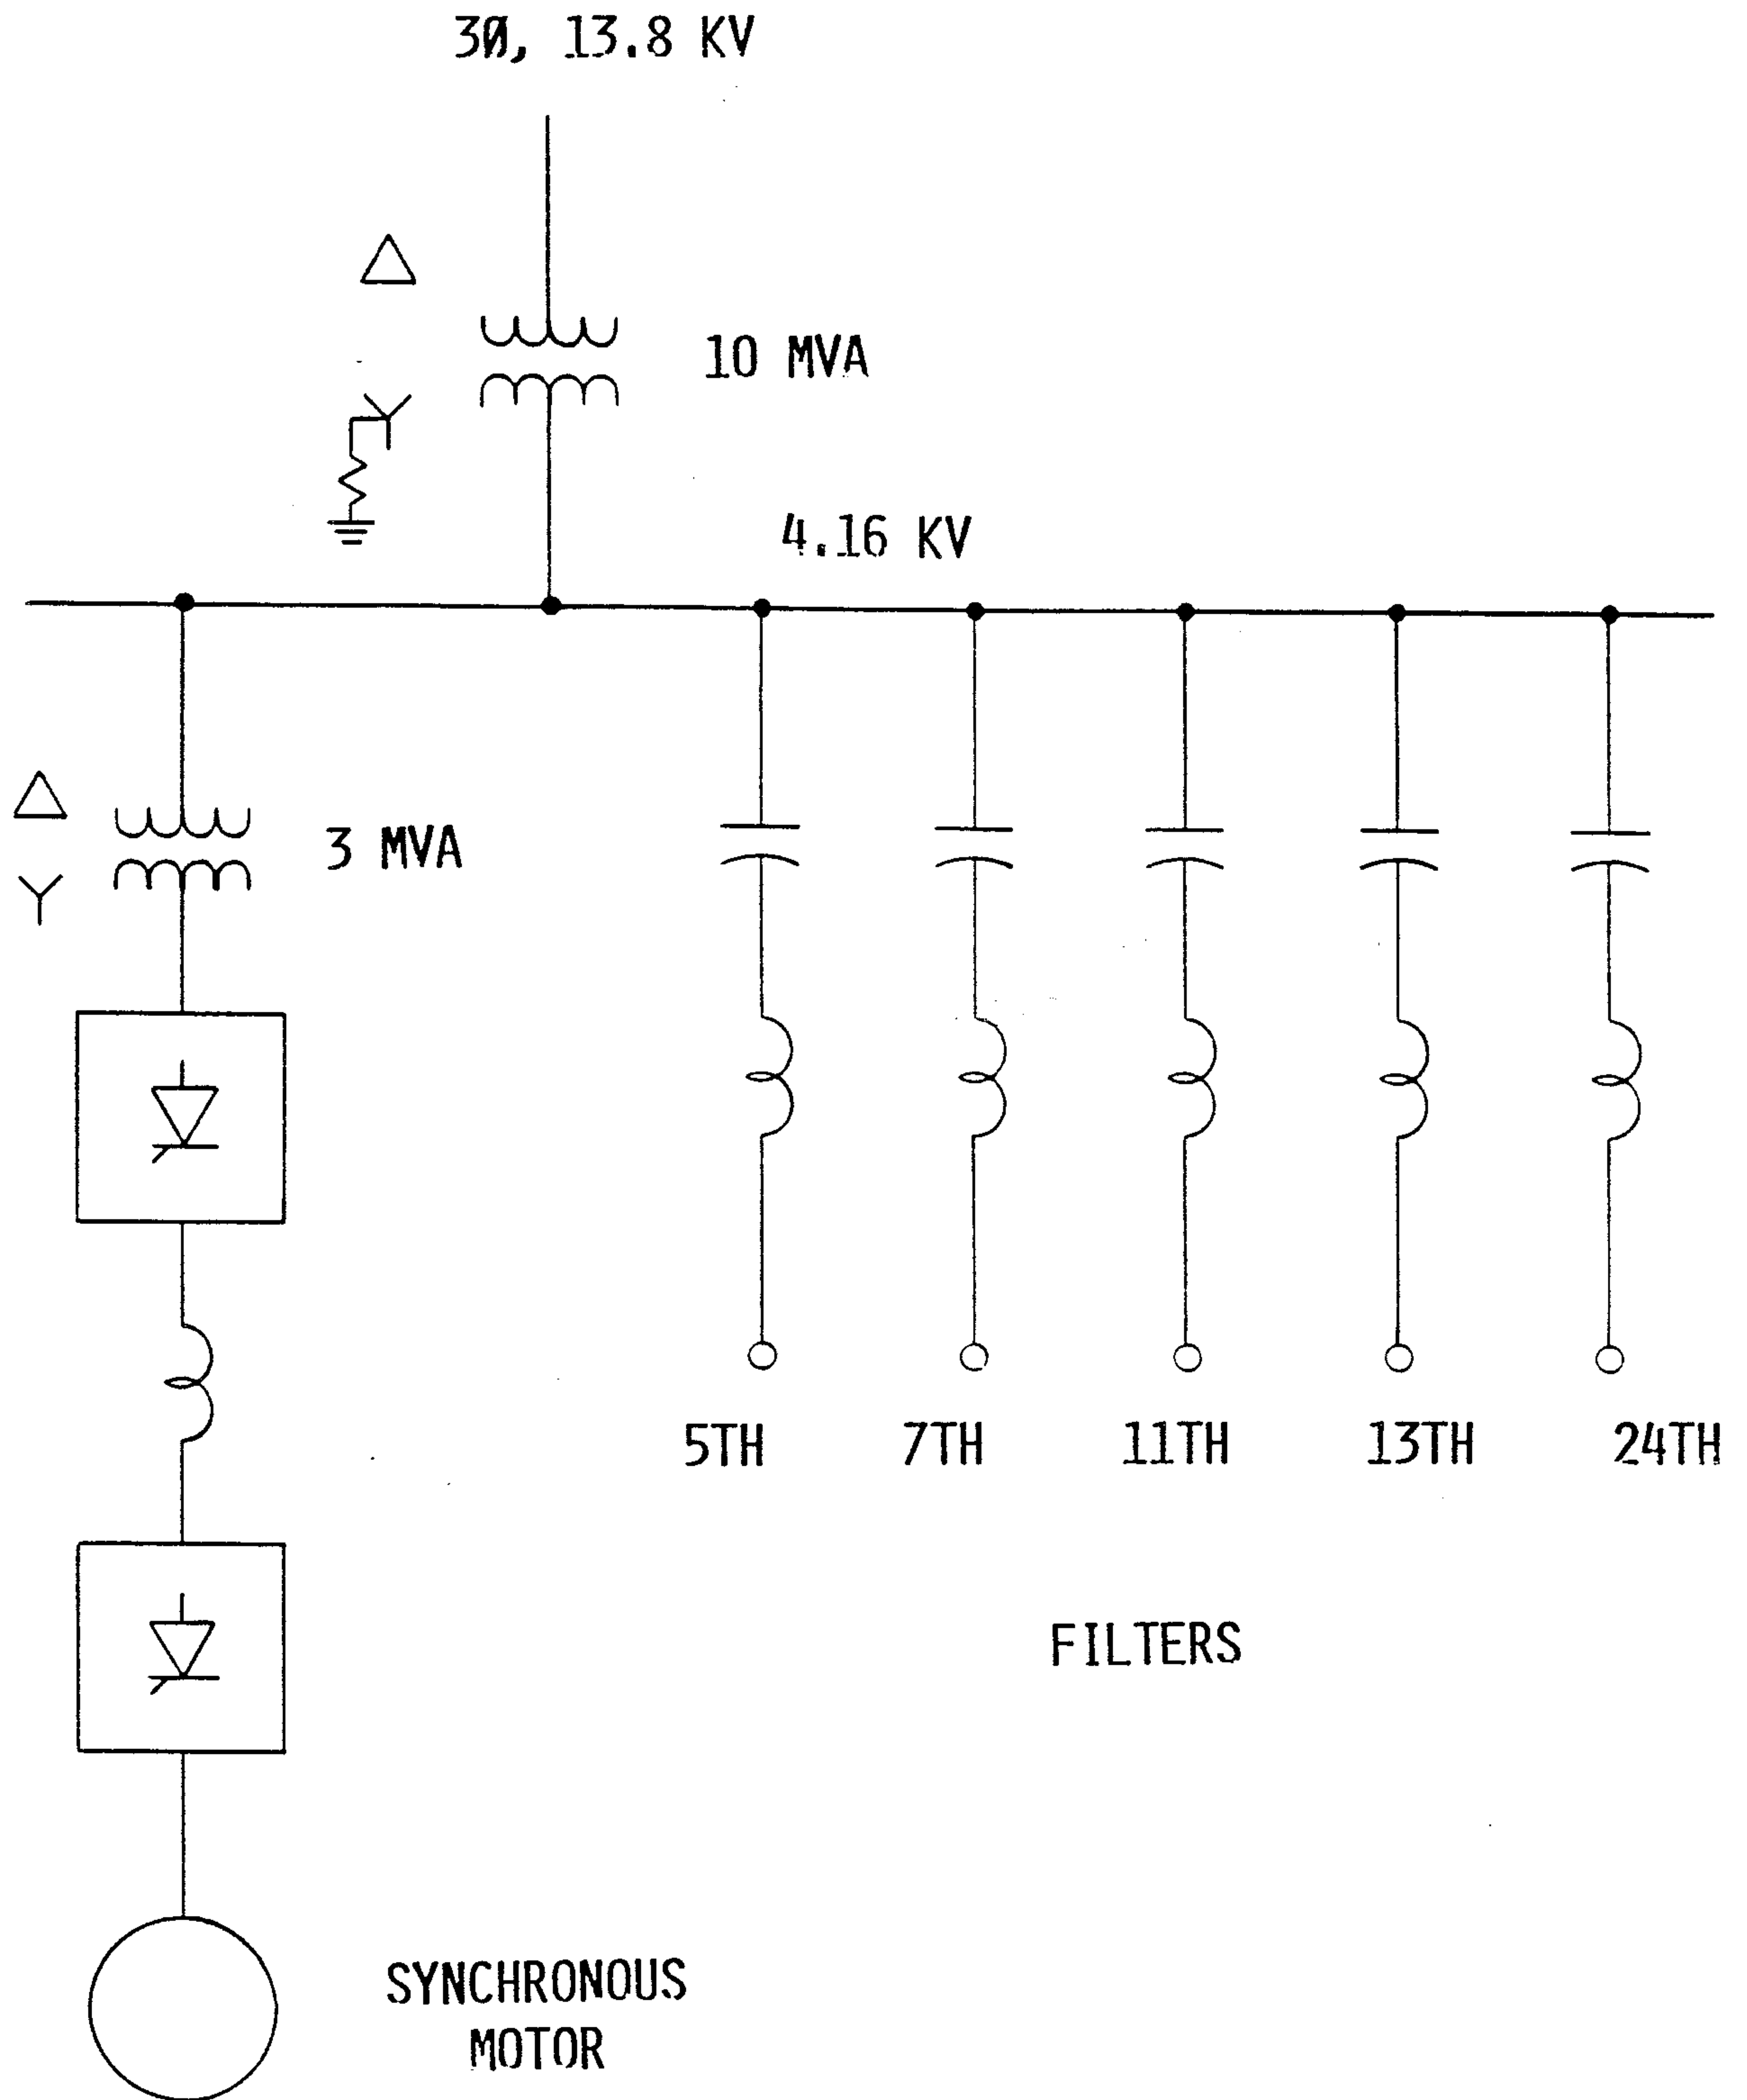 3Ø, 13.8 KV
10 MVA
4.16 KV
3 MVA
5TH
7TH
11TH
13TH
24TH
FILTERS
SYNCHRONOUS
MOTOR